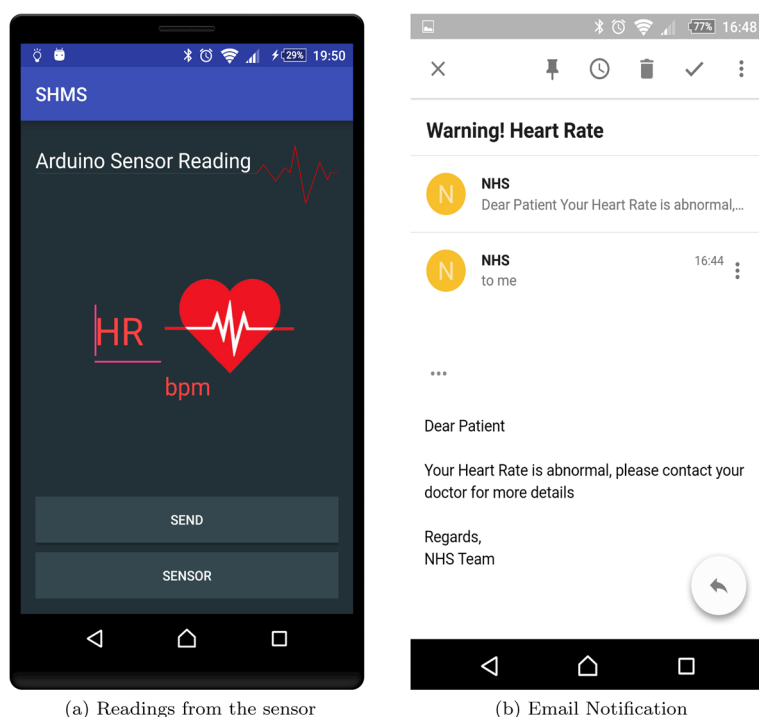 29% 19:50
SHMS
Arduino Sensor Reading
HR
bpm
SEND
SENSOR
(a) Readings from the sensor
77% 16:48
Warning! Heart Rate
N
NHS
Dear Patient Your Heart Rate is abnormal,...
N
NHS
16:44
to me
Dear Patient
Your Heart Rate is abnormal, please contact your
doctor for more details
Regards,
NHS Team
(b) Email Notification